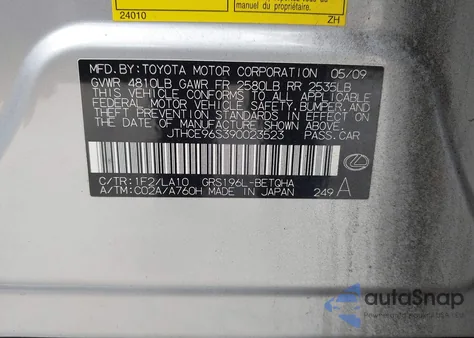 manuel du propriétaire.
24010 ZH
MFD. BY: TOYOTA MOTOR CORPORATION 05/09
GVWR 4810LB GAWR FR 2580LB RR 2535LB
THIS VEHICLE CONFORMS TO ALL APPLICABLE
FEDERAL MOTOR VEHICLE SAFETY, BUMPER, AND
THEFT PREVENTION STANDARDS IN EFFECT ON
THE DATE OF MANUFACTURE SHOWN ABOVE.
JTHCE96S390023523 PASS.CAR
C/TR: 1F2/LA10 GRS196L-BETQHA
A/TM: C02A/A760H MADE IN JAPAN 249 A
autoSnap